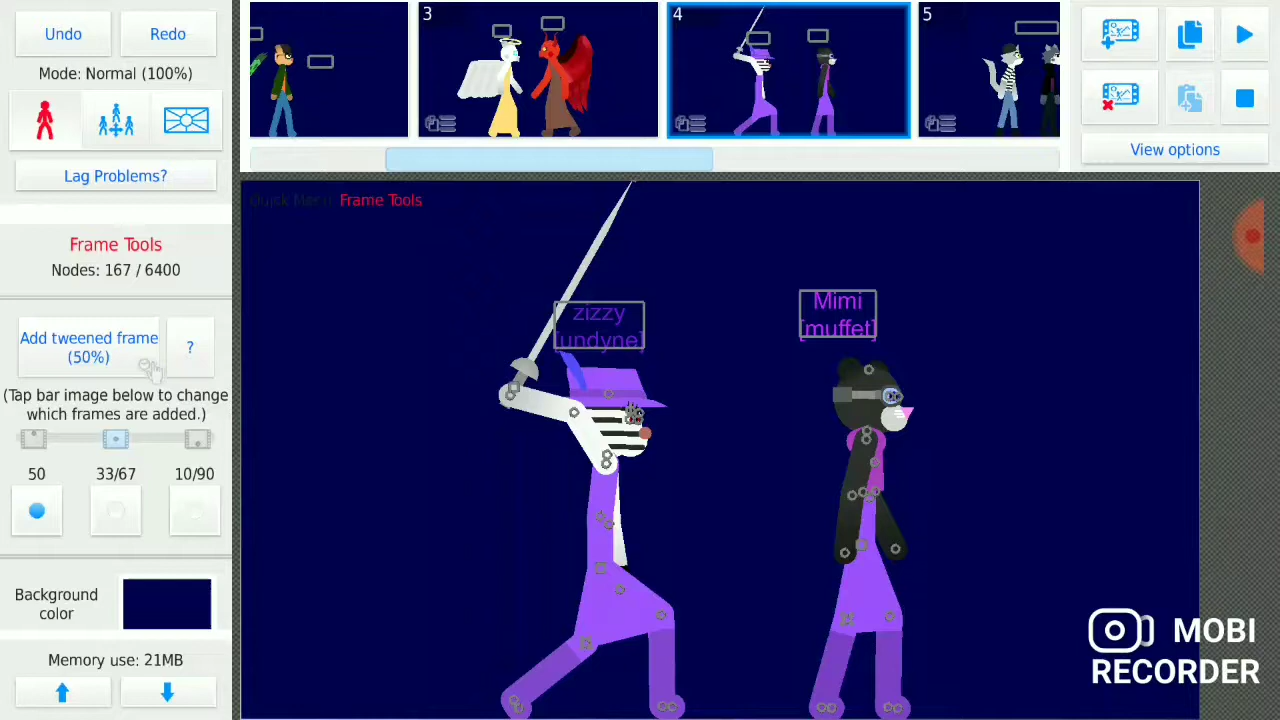 Undo
Redo
Mode: Normal (100%)
Lag Problems?
3
4
5
View options
Quick Menu Frame Tools
Frame Tools
Nodes: 167 / 6400
Add tweened frame
(50%)
?
(Tap bar image below to change
which frames are added.)
50
33/67
10/90
Background
color
Memory use: 21MB
zizzy
[undyne]
Mimi
[muffet]
MOBI
RECORDER